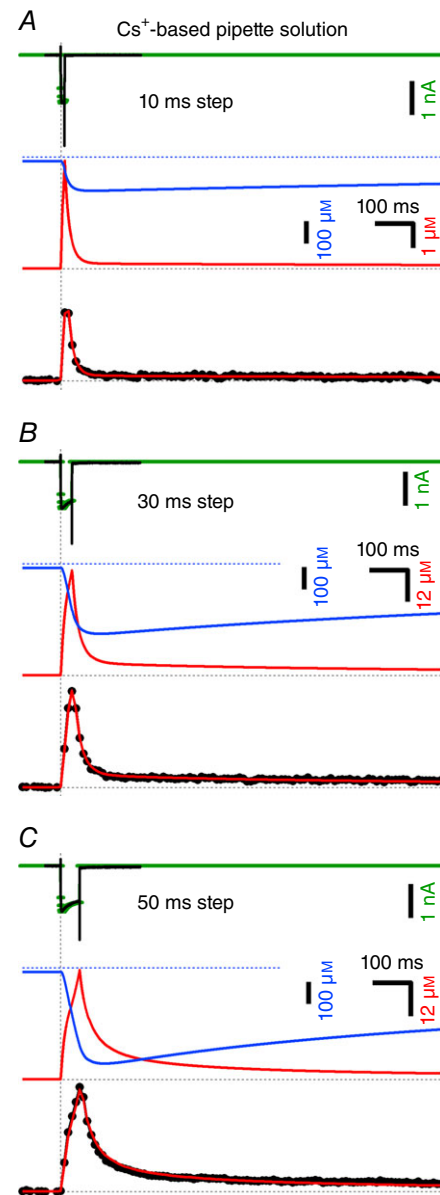 A
Cs⁺-based pipette solution
10 ms step
1 nA
100 ms
100 μM
1 μM
B
30 ms step
1 nA
100 ms
100 μM
12 μM
C
50 ms step
1 nA
100 ms
100 μM
12 μM